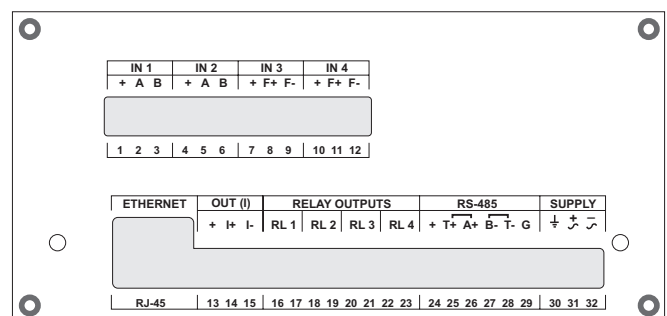 IN 1 IN 2 IN 3 IN 4
+ A B + A B + F+ F- + F+ F-
1 2 3 4 5 6 7 8 9 10 11 12
ETHERNET OUT (I) RELAY OUTPUTS RS-485 SUPPLY
+ I+ I- RL 1 RL 2 RL 3 RL 4 + T+ A+ B- T- G + −
RJ-45 13 14 15 16 17 18 19 20 21 22 23 24 25 26 27 28 29 30 31 32